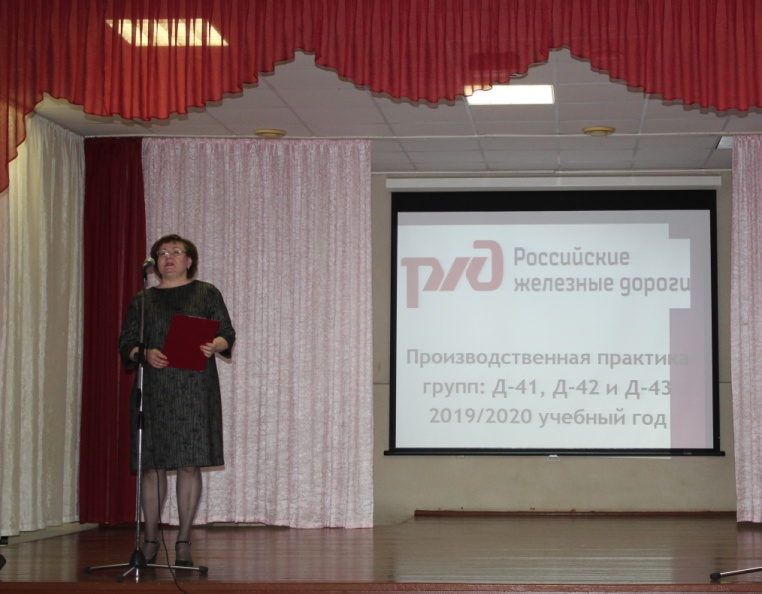 ржд Российские
железные дороги
Производственная практика
групп: Д-41, Д-42 и Д-43
2019/2020 учебный год